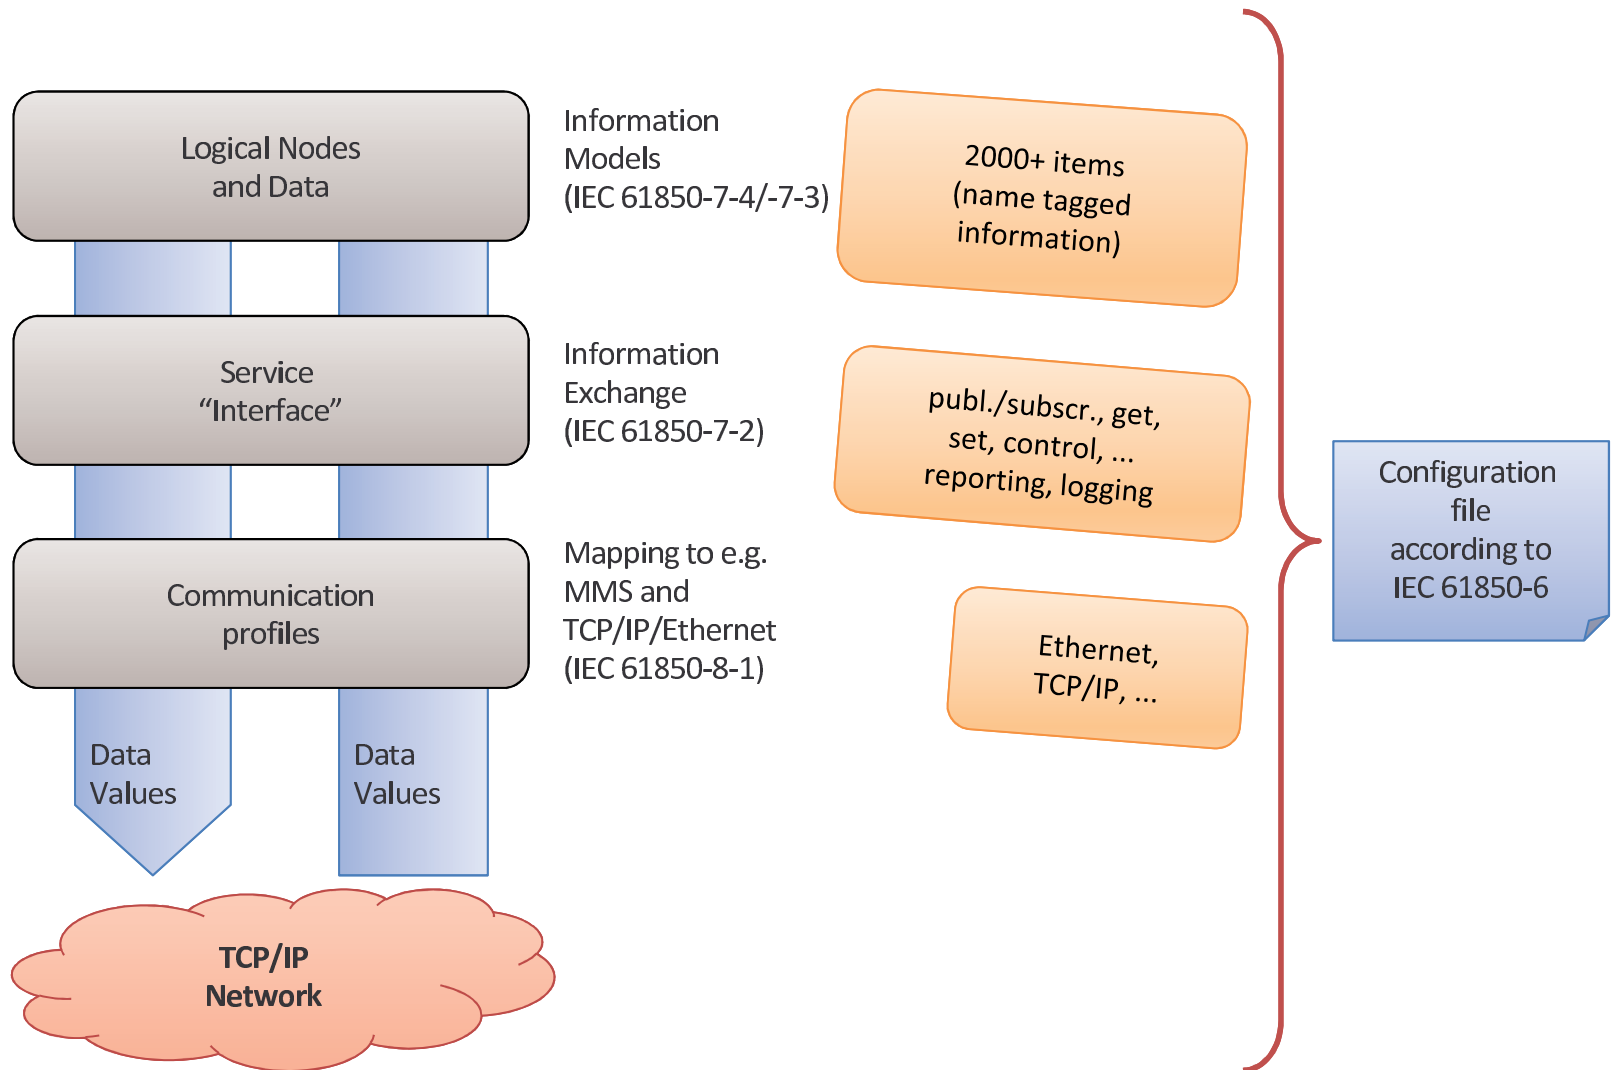 Logical Nodes
and Data
Information
Models
(IEC 61850-7-4/-7-3)
2000+ items
(name tagged
information)
Service
“Interface”
Information
Exchange
(IEC 61850-7-2)
publ./subscr., get,
set, control, ...
reporting, logging
Communication
profiles
Mapping to e.g.
MMS and
TCP/IP/Ethernet
(IEC 61850-8-1)
Ethernet,
TCP/IP, ...
Configuration
file
according to
IEC 61850-6
Data
Values
Data
Values
TCP/IP
Network